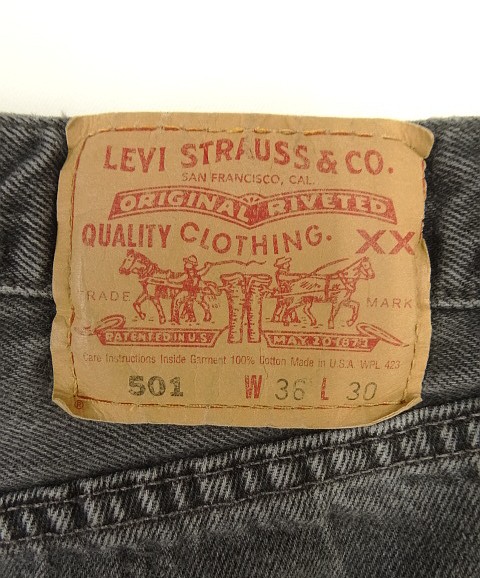 LEVI STRAUSS & CO.
SAN FRANCISCO, CAL.
ORIGINAL RIVETED
QUALITY CLOTHING. XX
TRADE MARK
PATENTED IN U.S. MAY 20 1873
Care Instructions Inside Garment 100% Cotton Made in U.S.A. WPL 423
501 W 36 L 30